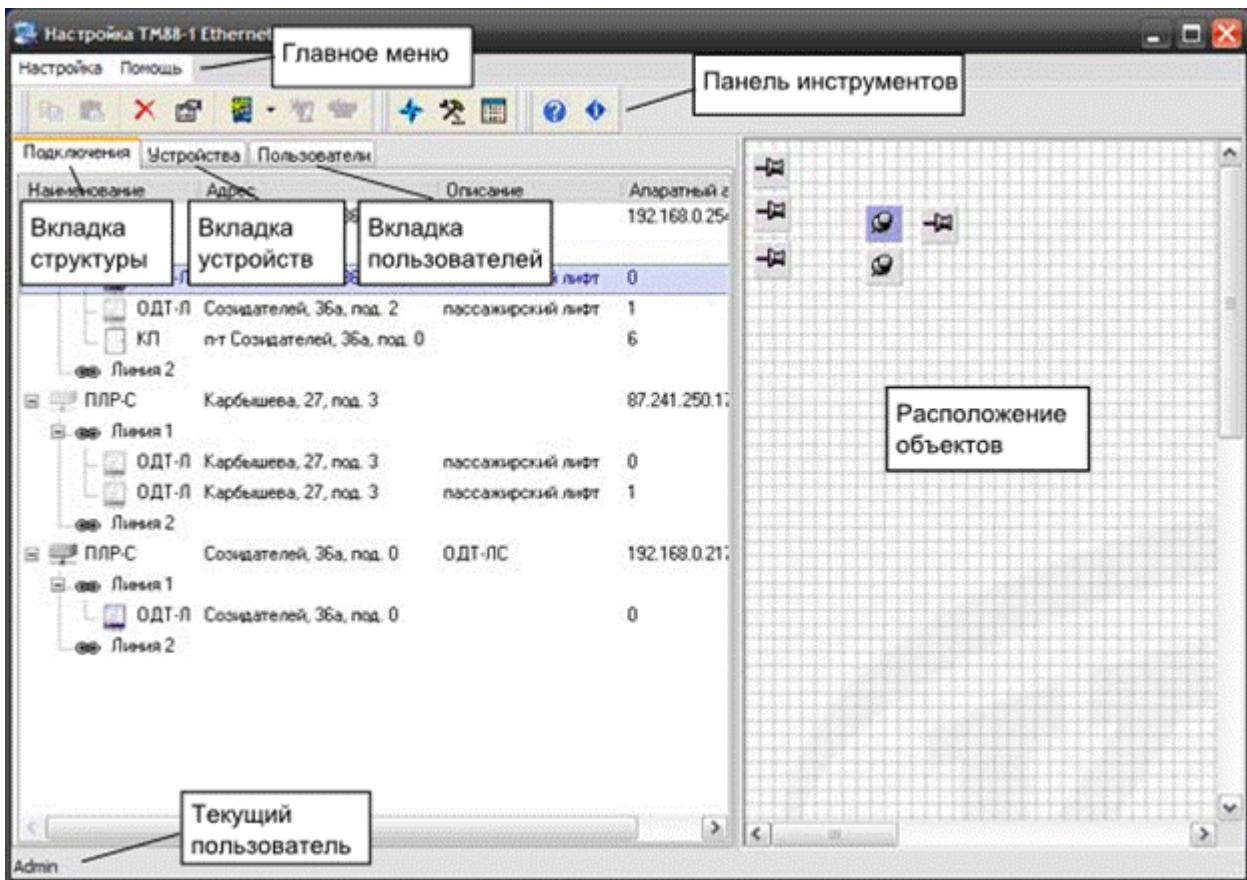 Настройка ТМ88-1 Ethernet
Главное меню
Настройка Помощь
Панель инструментов
Подключения Устройства Пользователи
Наименование Адрес Описание Апаратный а
192.168.0.254
Вкладка структуры
Вкладка устройств
Вкладка пользователей
лифт 0
ОДТ-Л Созидателей, 36а, под. 2 пассажирский лифт 1
КП п-т Созидателей, 36а, под. 0 6
Линия 2
ПЛР-С Карбышева, 27, под. 3 87.241.250.17
Линия 1
ОДТ-Л Карбышева, 27, под. 3 пассажирский лифт 0
ОДТ-Л Карбышева, 27, под. 3 пассажирский лифт 1
Линия 2
ПЛР-С Созидателей, 36а, под. 0 ОДТ-ЛС 192.168.0.217
Линия 1
ОДТ-Л Созидателей, 36а, под. 0 0
Линия 2
Расположение
объектов
Текущий
пользователь
Admin